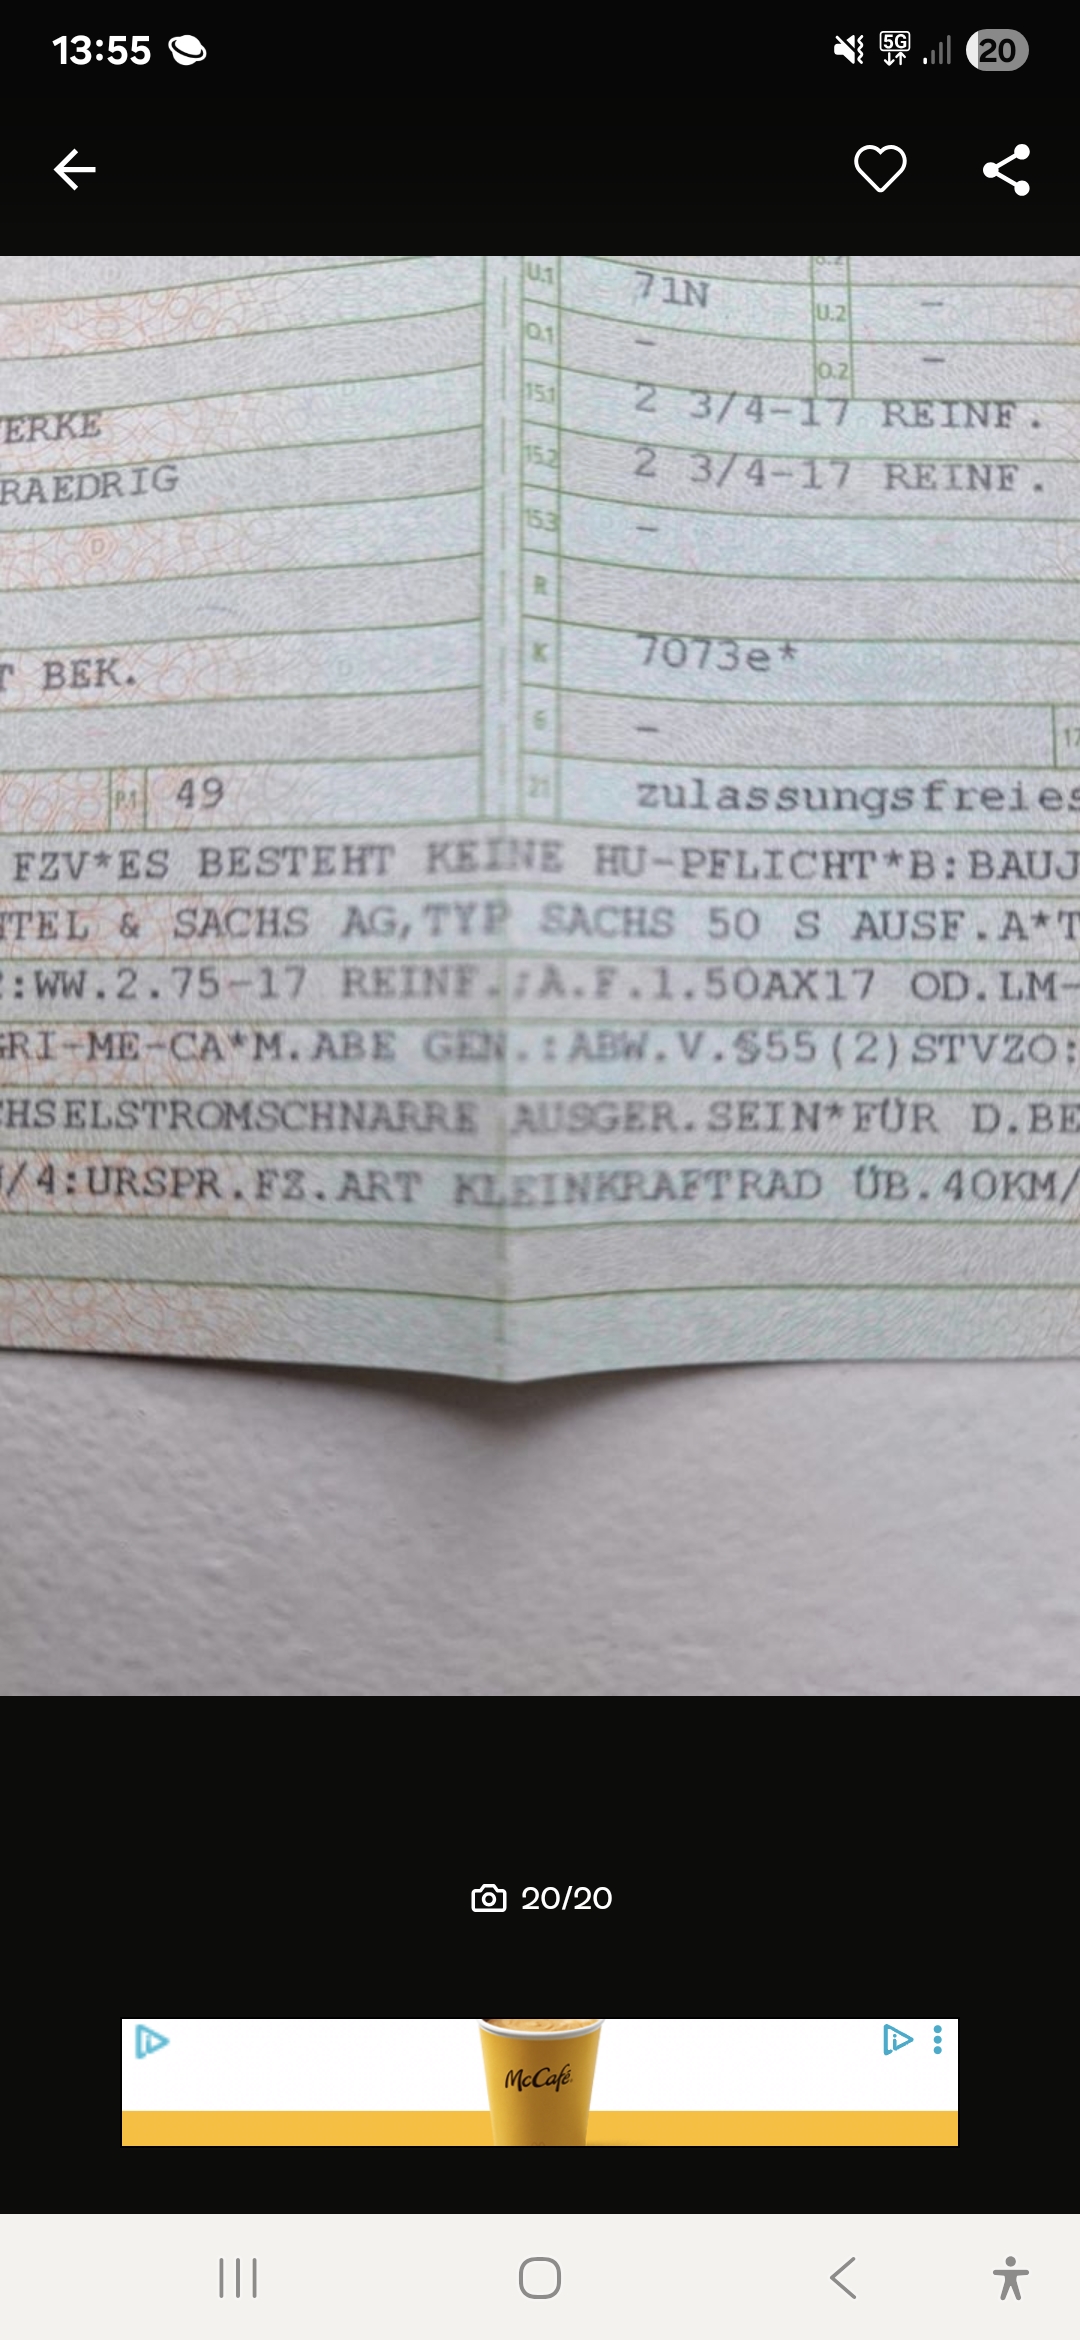 13:55
5G
20
U.1 71N U.2 –
O.1 – O.2 –
ERKE 15.1 2 3/4-17 REINF.
RAEDRIG 15.2 2 3/4-17 REINF.
15.3 –
R
T BEK. K 7073e*
6 – 17
P.1 49 21 zulassungsfreies
FZV*ES BESTEHT KEINE HU-PFLICHT*B:BAUJ
TEL & SACHS AG,TYP SACHS 50 S AUSF.A*T
:WW.2.75-17 REINF.;A.F.1.50AX17 OD.LM-
GRI-ME-CA*M.ABE GEN.:ABW.V.§55(2)STVZO:
CHSELSTROMSCHNARRE AUSGER.SEIN*FÜR D.BE
/4:URSPR.FZ.ART KLEINKRAFTRAD ÜB.40KM/
20/20
McCafé